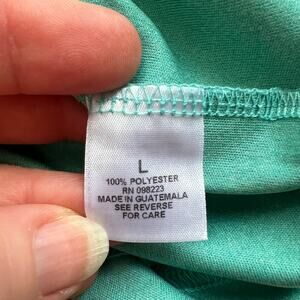 L
100% POLYESTER
RN 098223
MADE IN GUATEMALA
SEE REVERSE
FOR CARE